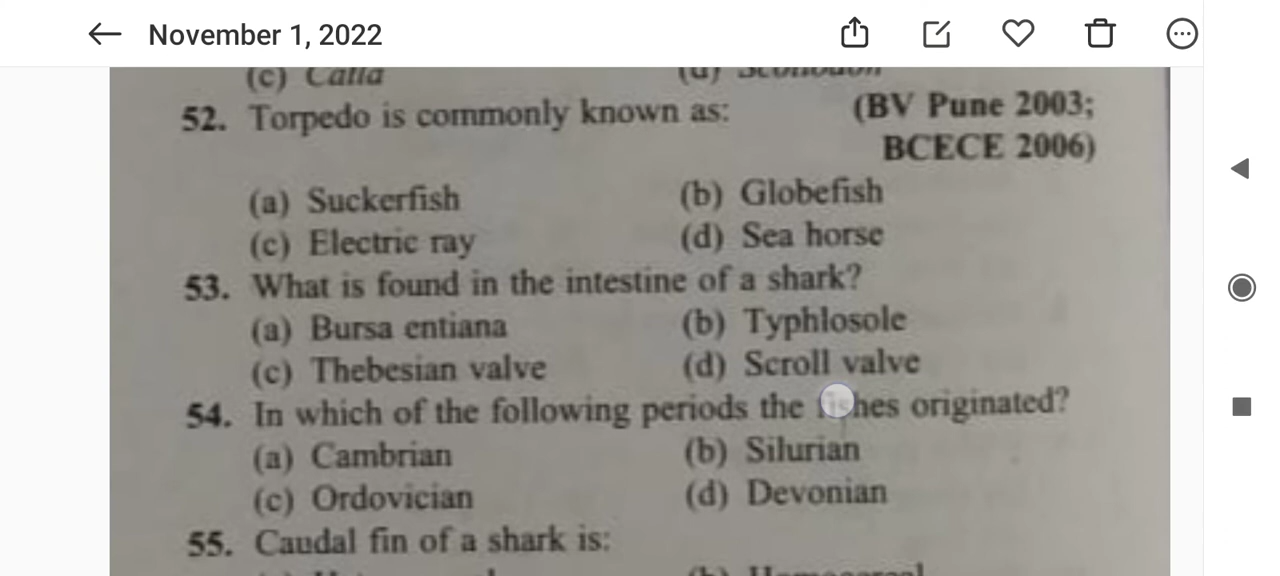 November 1, 2022
(c) Catla
52. Torpedo is commonly known as: (BV Pune 2003;
BCECE 2006)
(a) Suckerfish (b) Globefish
(c) Electric ray (d) Sea horse
53. What is found in the intestine of a shark?
(a) Bursa entiana (b) Typhlosole
(c) Thebesian valve (d) Scroll valve
54. In which of the following periods the fishes originated?
(a) Cambrian (b) Silurian
(c) Ordovician (d) Devonian
55. Caudal fin of a shark is: